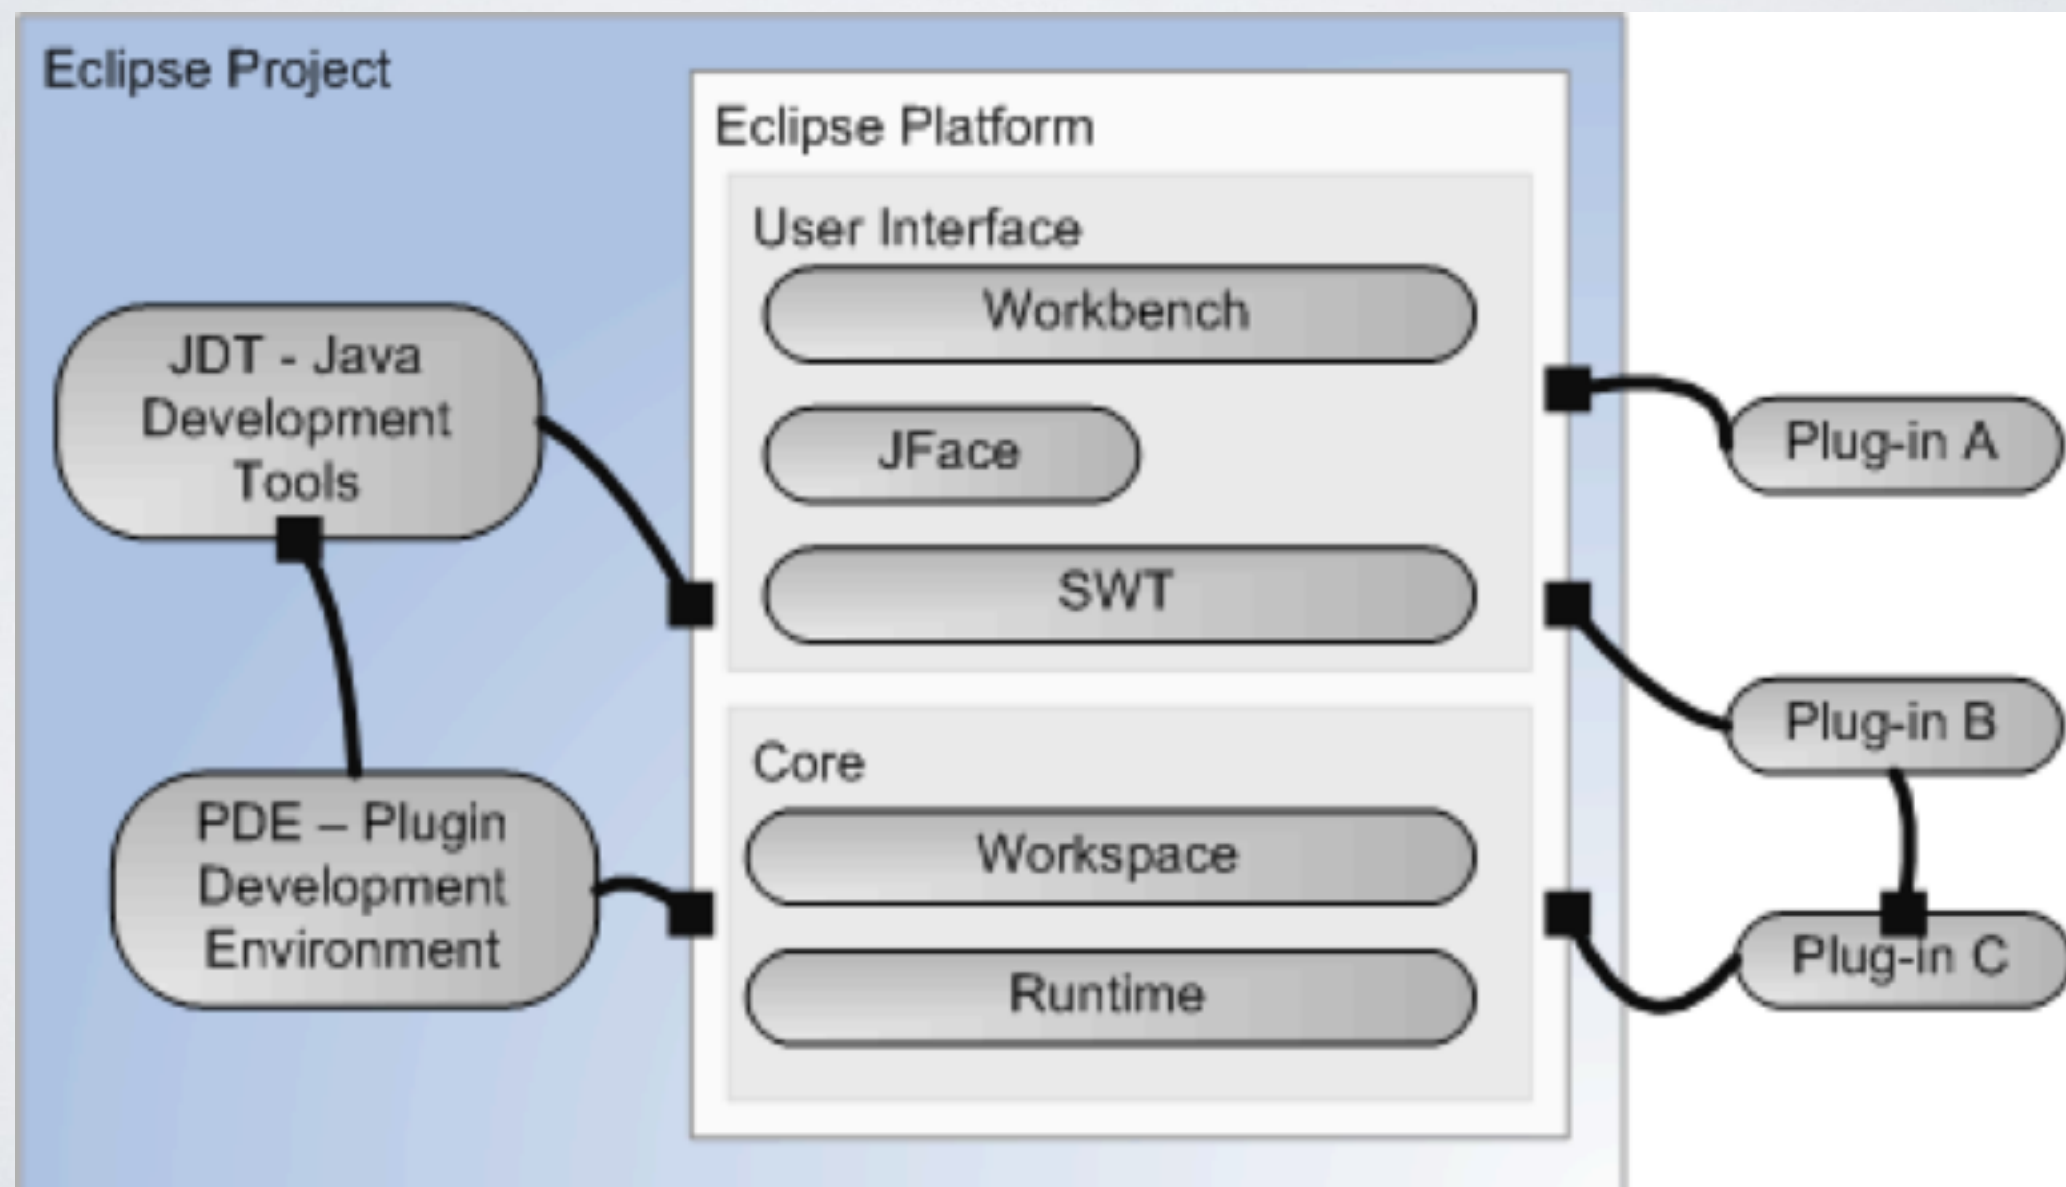 Eclipse Project
Eclipse Platform
User Interface
Workbench
JFace
SWT
Core
Workspace
Runtime
JDT - Java
Development
Tools
PDE – Plugin
Development
Environment
Plug-in A
Plug-in B
Plug-in C